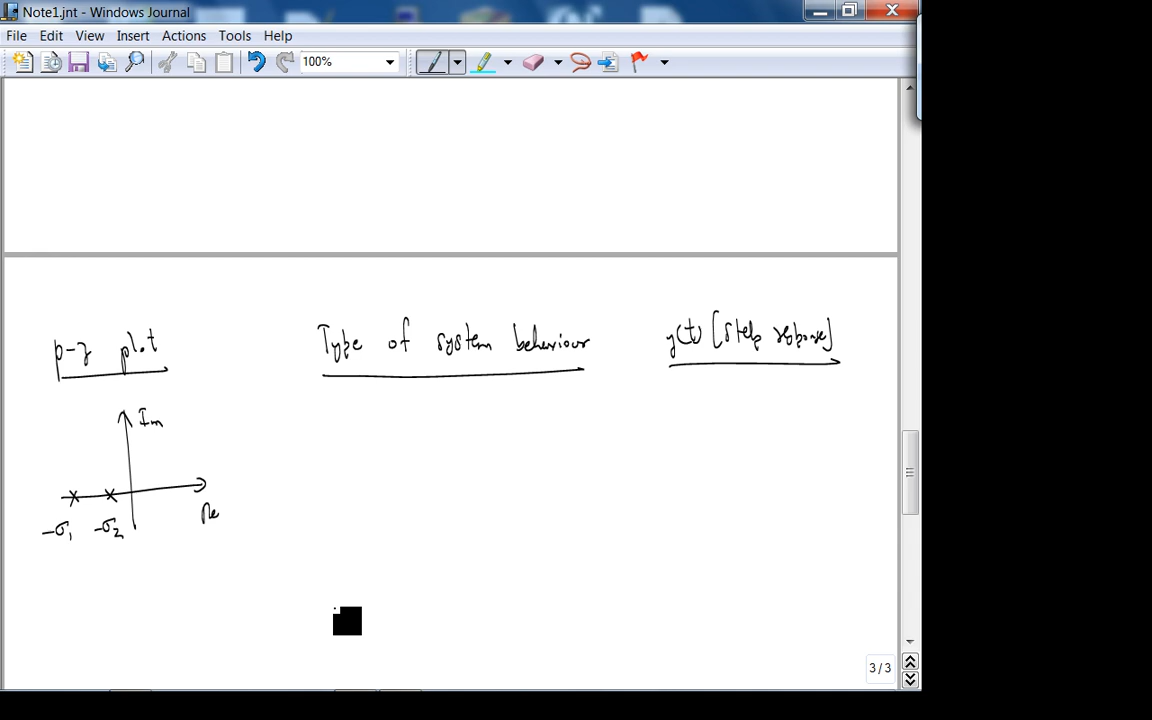 Note1.jnt - Windows Journal
File Edit View Insert Actions Tools Help
100%
p-z plot
Type of system behaviour
y(t) [step response]
Im
Re
-σ1 -σ2
3 / 3